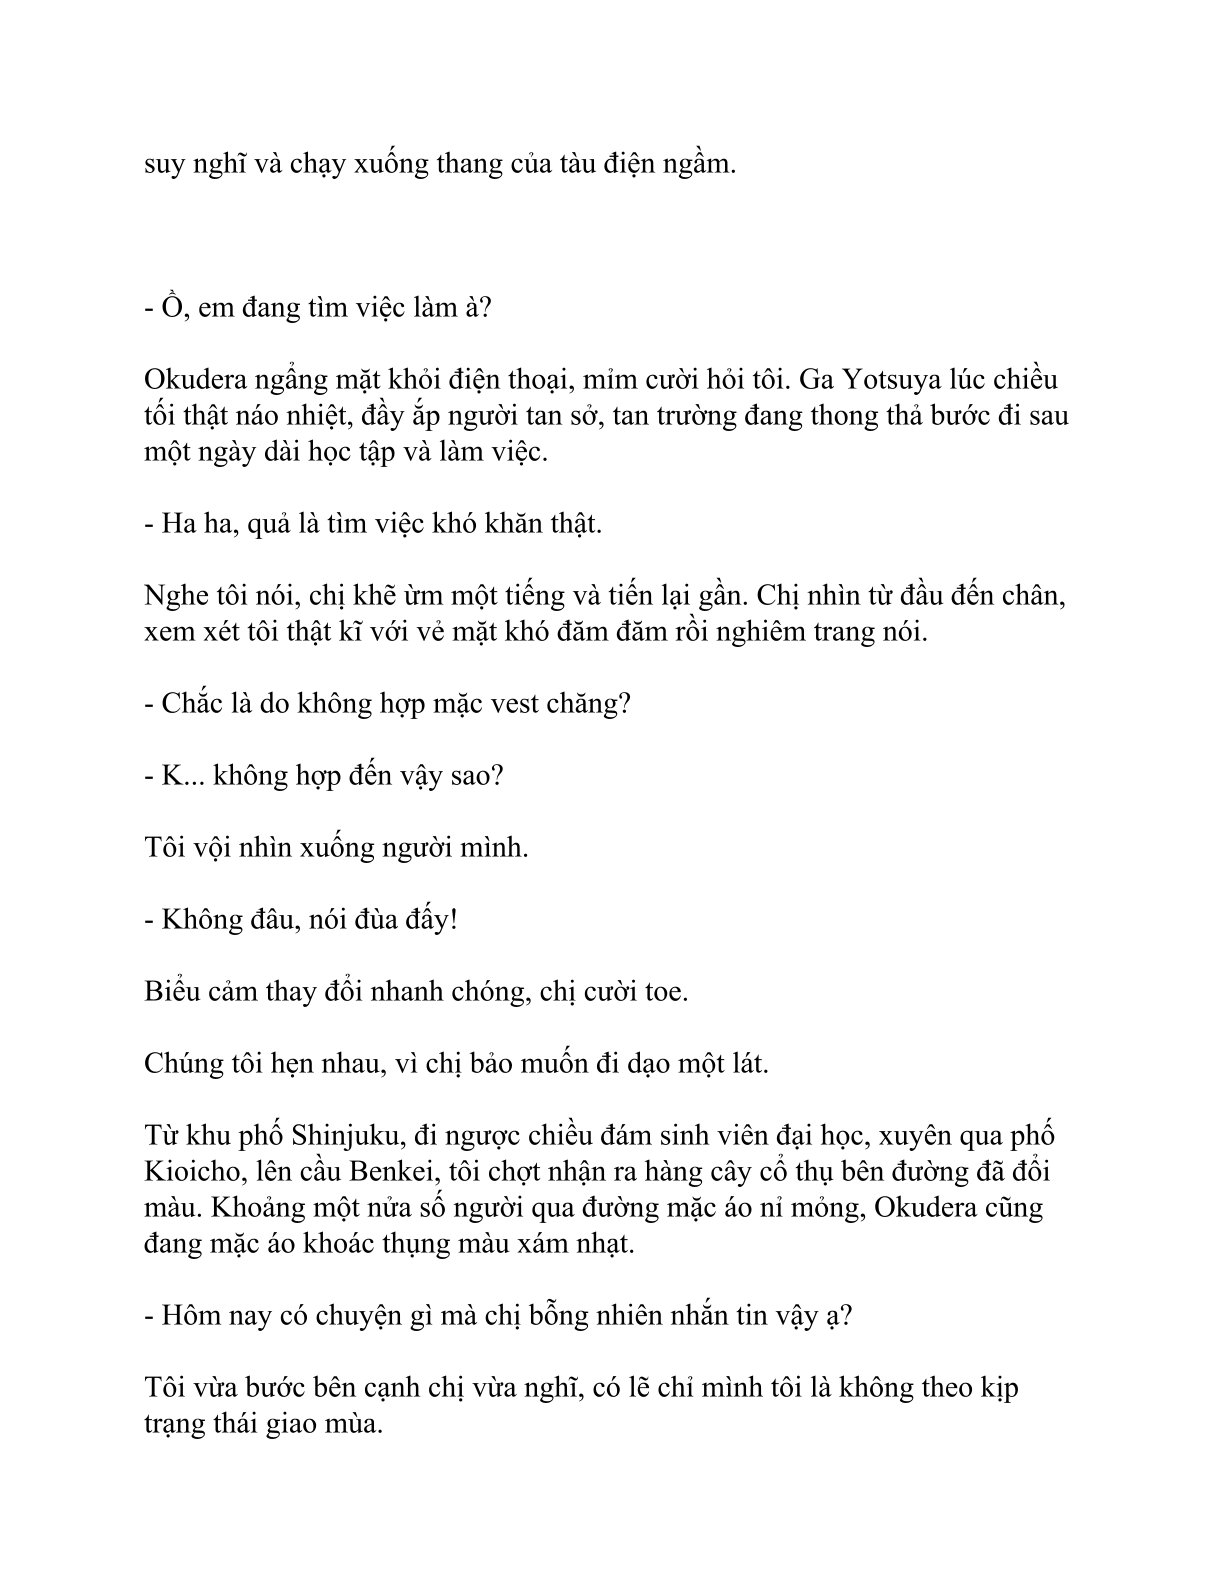 suy nghĩ và chạy xuống thang của tàu điện ngầm.
- Ồ, em đang tìm việc làm à?
Okudera ngẩng mặt khỏi điện thoại, mỉm cười hỏi tôi. Ga Yotsuya lúc chiều
tối thật náo nhiệt, đầy ắp người tan sở, tan trường đang thong thả bước đi sau
một ngày dài học tập và làm việc.
- Ha ha, quả là tìm việc khó khăn thật.
Nghe tôi nói, chị khẽ ừm một tiếng và tiến lại gần. Chị nhìn từ đầu đến chân,
xem xét tôi thật kĩ với vẻ mặt khó đăm đăm rồi nghiêm trang nói.
- Chắc là do không hợp mặc vest chăng?
- K... không hợp đến vậy sao?
Tôi vội nhìn xuống người mình.
- Không đâu, nói đùa đấy!
Biểu cảm thay đổi nhanh chóng, chị cười toe.
Chúng tôi hẹn nhau, vì chị bảo muốn đi dạo một lát.
Từ khu phố Shinjuku, đi ngược chiều đám sinh viên đại học, xuyên qua phố
Kioicho, lên cầu Benkei, tôi chợt nhận ra hàng cây cổ thụ bên đường đã đổi
màu. Khoảng một nửa số người qua đường mặc áo nỉ mỏng, Okudera cũng
đang mặc áo khoác thụng màu xám nhạt.
- Hôm nay có chuyện gì mà chị bỗng nhiên nhắn tin vậy ạ?
Tôi vừa bước bên cạnh chị vừa nghĩ, có lẽ chỉ mình tôi là không theo kịp
trạng thái giao mùa.